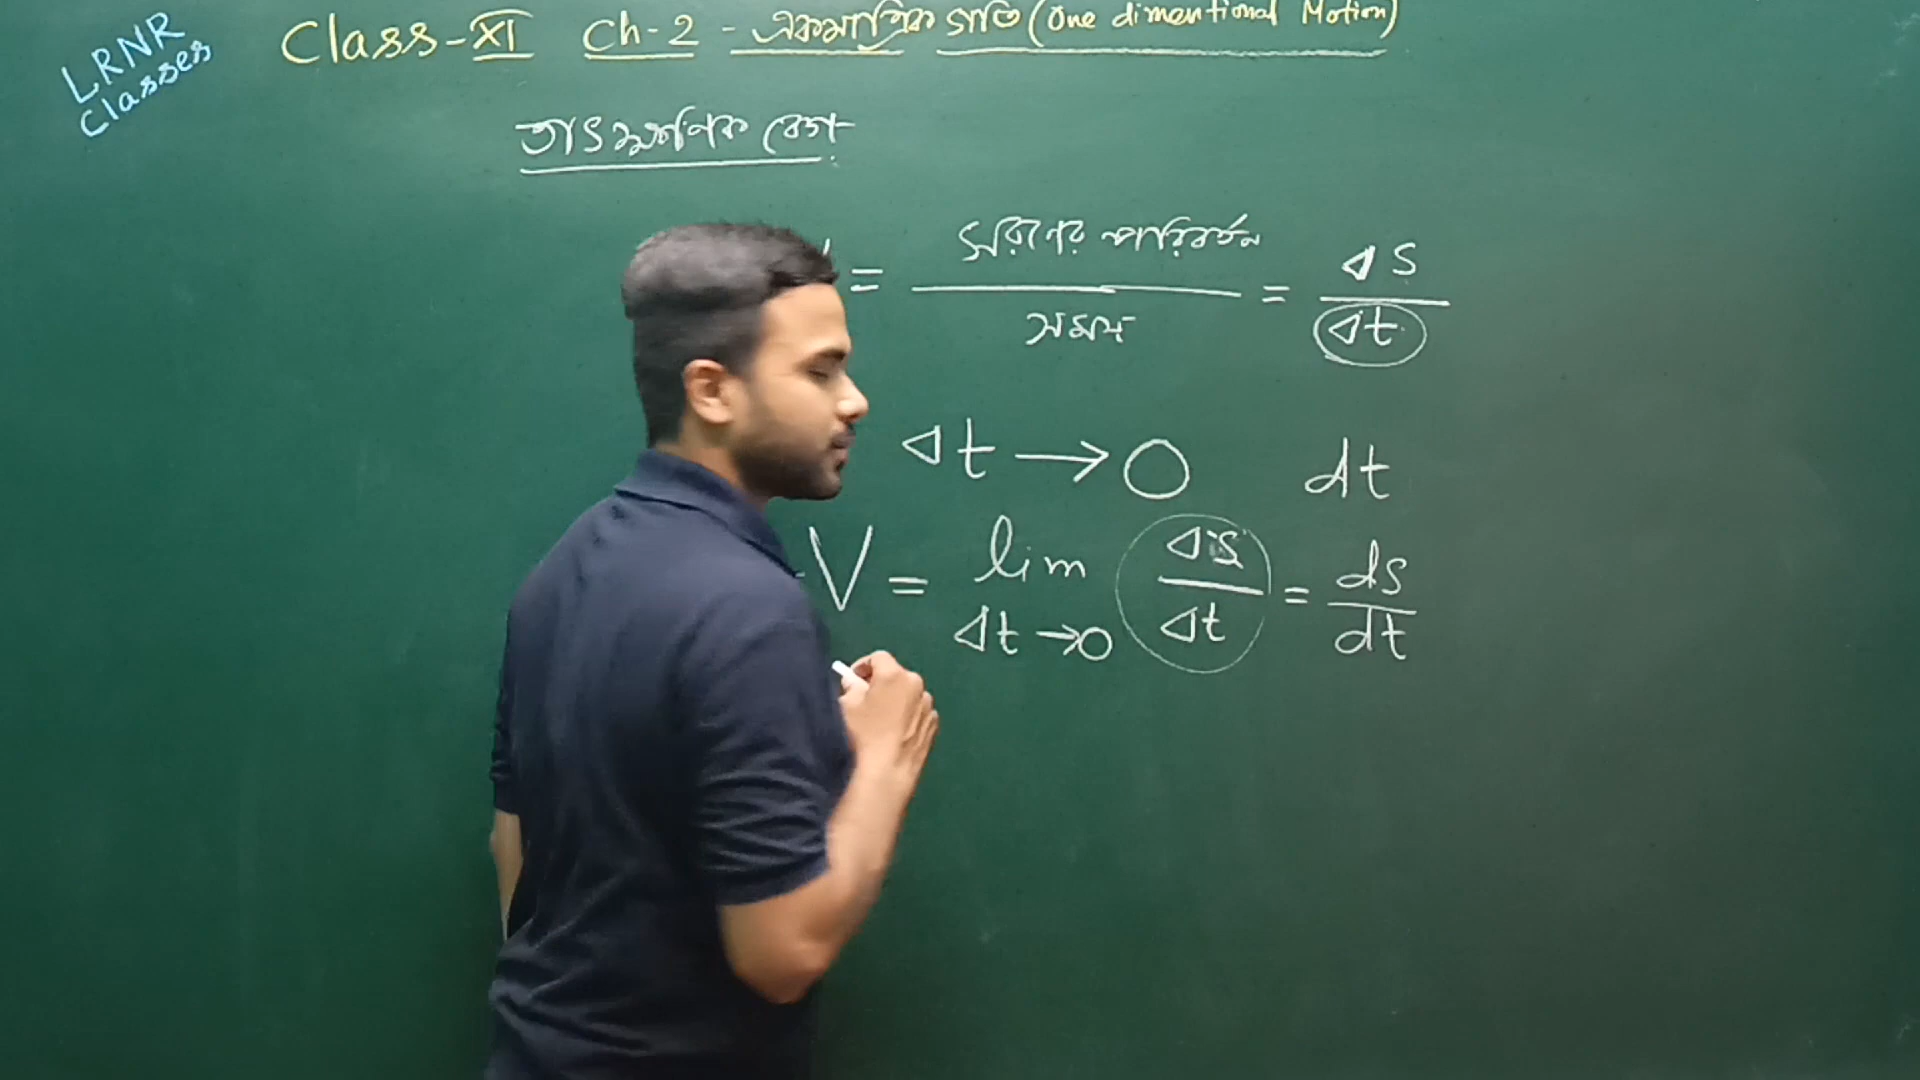 LRNR
Classes
Class-XI Ch-2 - একমাত্রিক গতি (One dimentional Motion)
তাৎক্ষণিক বেগ
= সরণের পরিবর্তন / সময় = Δs / Δt
Δt → 0 dt
V = lim Δt→0 Δs / Δt = ds / dt